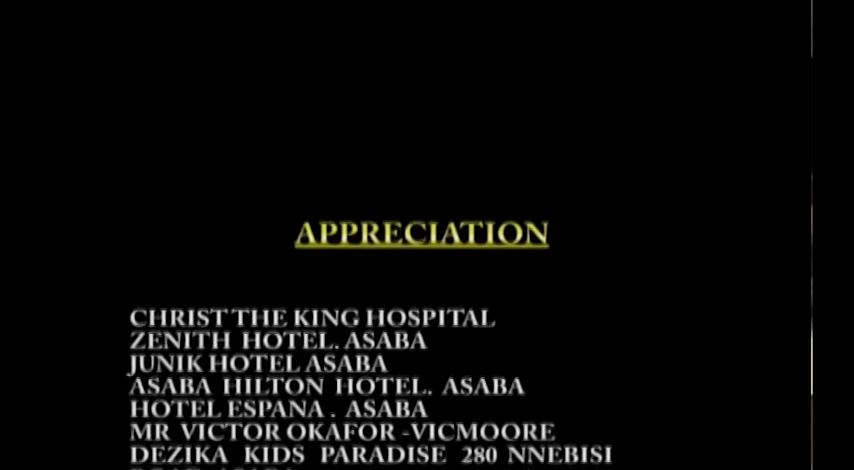 APPRECIATION
CHRIST THE KING HOSPITAL
ZENITH HOTEL. ASABA
JUNIK HOTEL ASABA
ASABA HILTON HOTEL. ASABA
HOTEL ESPANA . ASABA
MR VICTOR OKAFOR -VICMOORE
DEZIKA KIDS PARADISE 280 NNEBISI